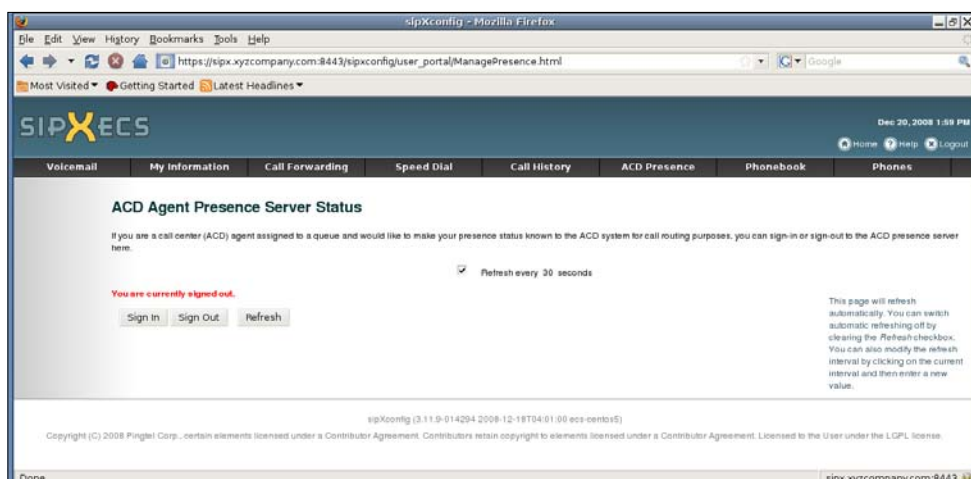 sipXconfig - Mozilla Firefox
File Edit View History Bookmarks Tools Help
https://sipx.xyzcompany.com:8443/sipxconfig/user_portal/ManagePresence.html
Google
Most Visited Getting Started Latest Headlines
SIPXECS
Dec 20, 2008 1:59 PM
Home Help Logout
Voicemail My Information Call Forwarding Speed Dial Call History ACD Presence Phonebook Phones
ACD Agent Presence Server Status
If you are a call center (ACD) agent assigned to a queue and would like to make your presence status known to the ACD system for call routing purposes, you can sign-in or sign-out to the ACD presence server
here.
Refresh every 30 seconds
You are currently signed out.
Sign In Sign Out Refresh
This page will refresh
automatically. You can switch
automatic refreshing off by
clearing the Refresh checkbox.
You can also modify the refresh
interval by clicking on the current
interval and then enter a new
value.
sipXconfig (3.11.9-014294 2008-12-18T04:01:00 ecs-centos5)
Copyright (C) 2008 Pingtel Corp., certain elements licensed under a Contributor Agreement. Contributors retain copyright to elements licensed under a Contributor Agreement. Licensed to the User under the LGPL license.
Done
sipx.xyzcompany.com:8443